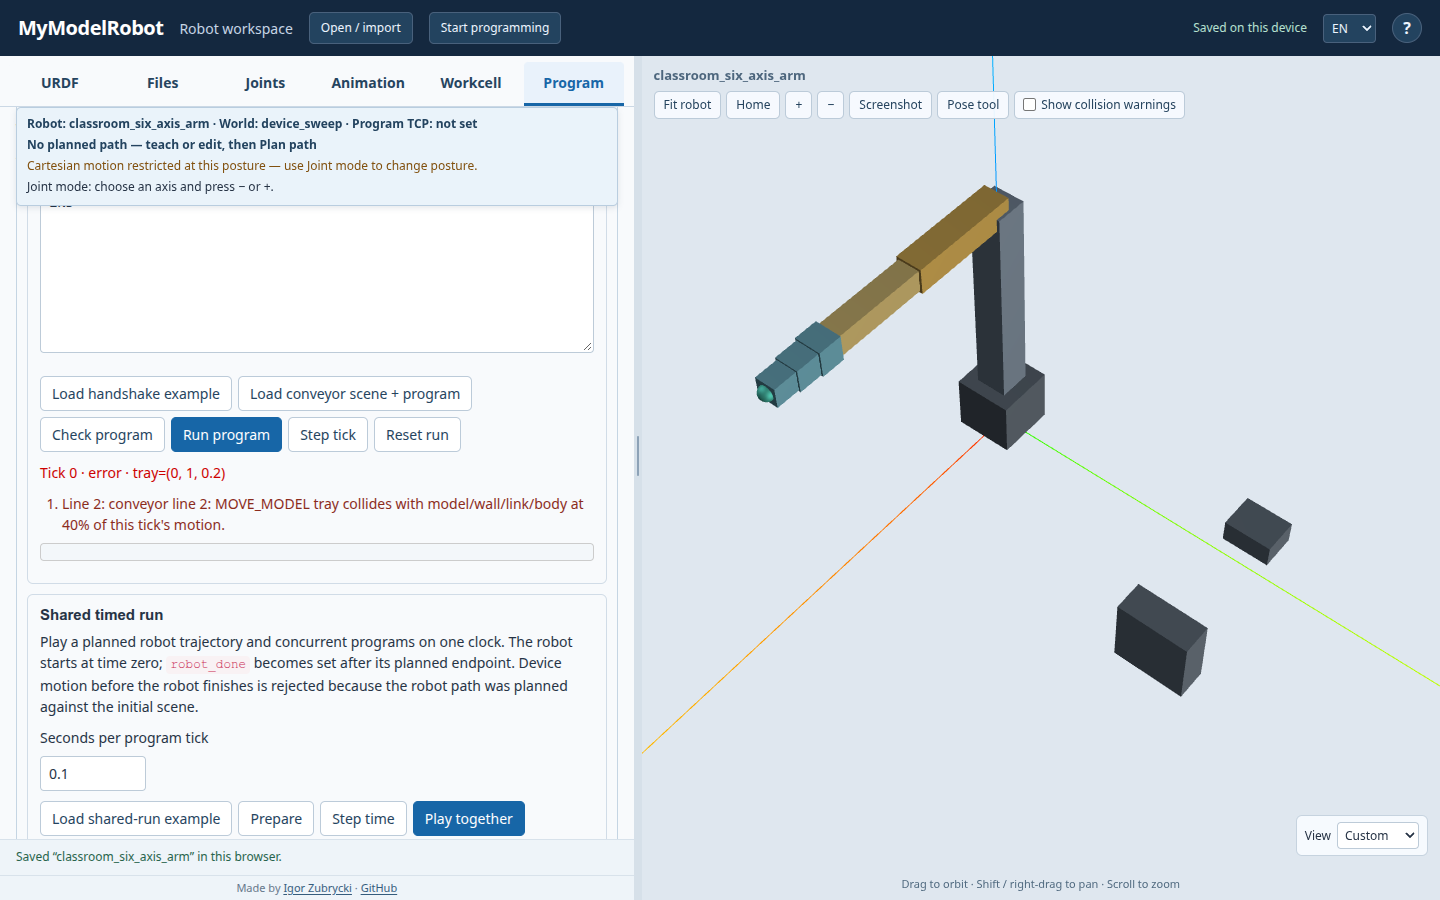 MyModelRobot
Robot workspace
Open / import
Start programming
Saved on this device
EN
?
URDF
Files
Joints
Animation
Workcell
Program
Robot: classroom_six_axis_arm · World: device_sweep · Program TCP: not set
No planned path — teach or edit, then Plan path
Cartesian motion restricted at this posture — use Joint mode to change posture.
Joint mode: choose an axis and press − or +.
Load handshake example
Load conveyor scene + program
Check program
Run program
Step tick
Reset run
Tick 0 · error · tray=(0, 1, 0.2)
1. Line 2: conveyor line 2: MOVE_MODEL tray collides with model/wall/link/body at
40% of this tick's motion.
Shared timed run
Play a planned robot trajectory and concurrent programs on one clock. The robot
starts at time zero; robot_done becomes set after its planned endpoint. Device
motion before the robot finishes is rejected because the robot path was planned
against the initial scene.
Seconds per program tick
0.1
Load shared-run example
Prepare
Step time
Play together
Saved “classroom_six_axis_arm” in this browser.
Made by Igor Zubrycki · GitHub
classroom_six_axis_arm
Fit robot
Home
+
−
Screenshot
Pose tool
Show collision warnings
View
Custom
Drag to orbit · Shift / right-drag to pan · Scroll to zoom